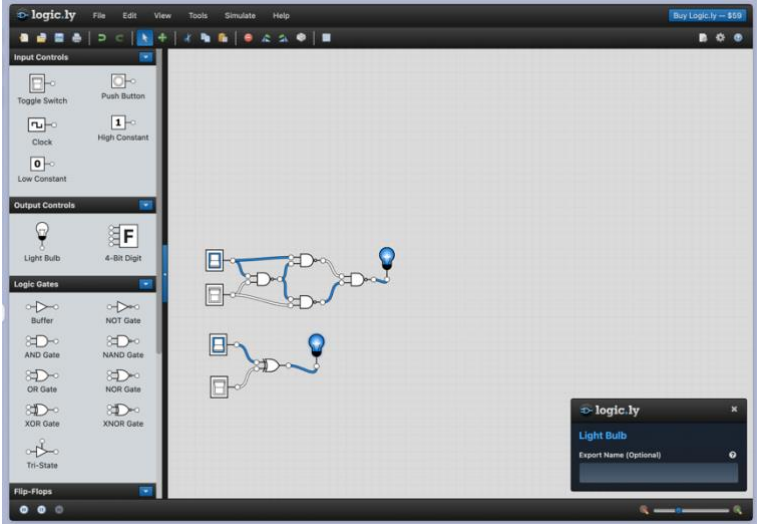 logic.ly File Edit View Tools Simulate Help Buy Logic.ly — $59
Input Controls
Toggle Switch Push Button
Clock 1 High Constant
0 Low Constant
Output Controls
F
Light Bulb 4-Bit Digit
Logic Gates
Buffer NOT Gate
AND Gate NAND Gate
OR Gate NOR Gate
XOR Gate XNOR Gate
Tri-State
Flip-Flops
logic.ly ×
Light Bulb
Export Name (Optional) ?